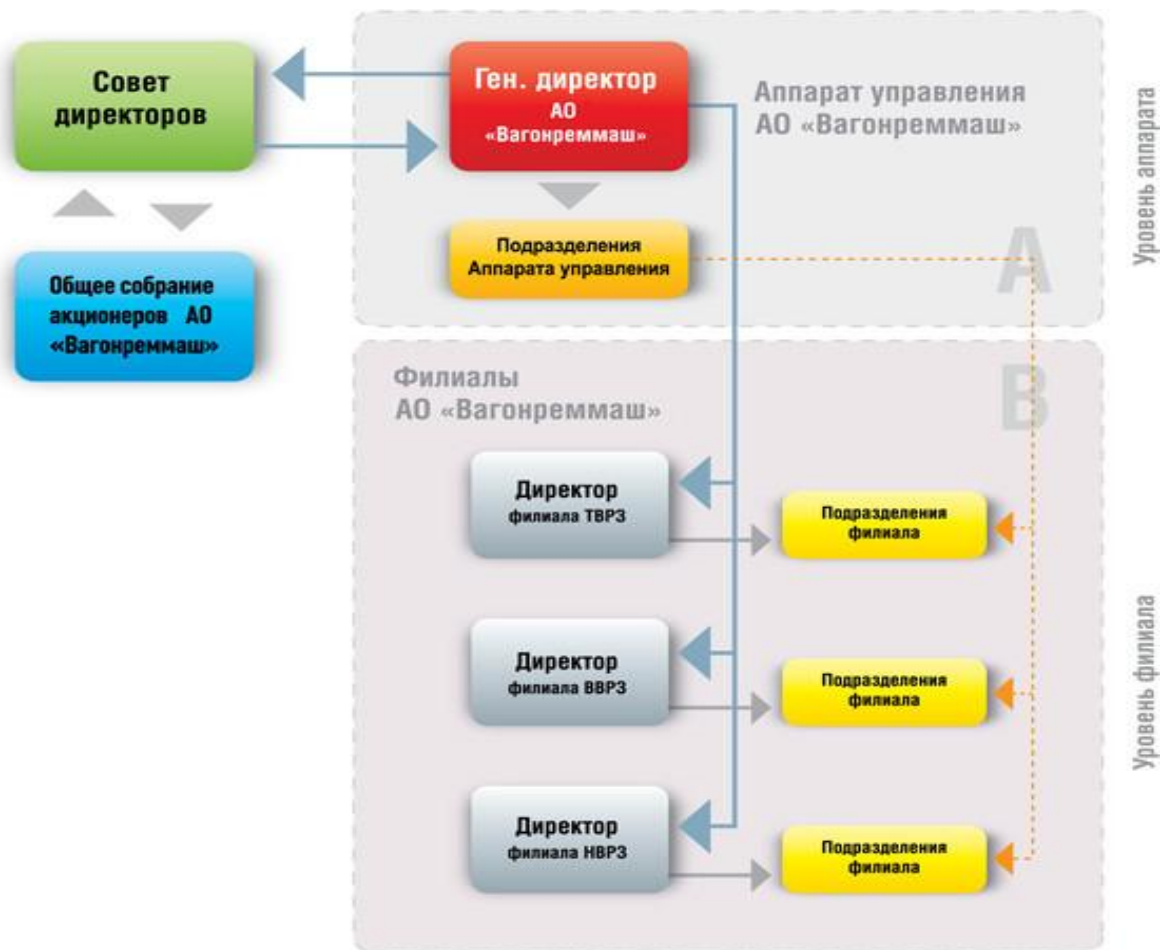 Совет
директоров
Общее собрание
акционеров АО
«Вагонреммаш»
Ген. директор
АО
«Вагонреммаш»
Аппарат управления
АО «Вагонреммаш»
Подразделения
Аппарата управления
A
Уровень аппарата
Филиалы
АО «Вагонреммаш»
B
Директор
филиала ТВРЗ
Подразделения
филиала
Директор
филиала ВВРЗ
Подразделения
филиала
Директор
филиала НВРЗ
Подразделения
филиала
Уровень филиала